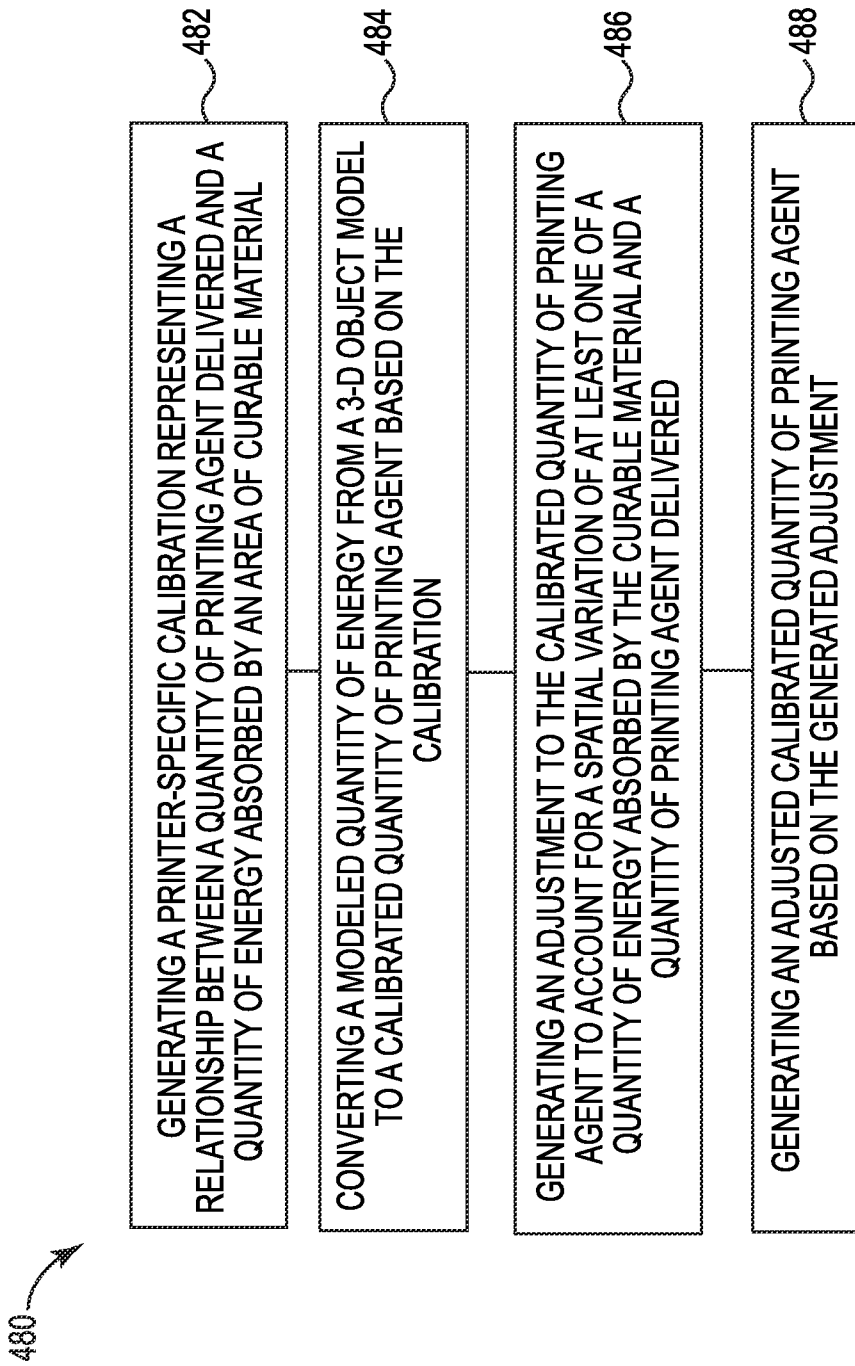 480
GENERATING A PRINTER-SPECIFIC CALIBRATION REPRESENTING A
RELATIONSHIP BETWEEN A QUANTITY OF PRINTING AGENT DELIVERED AND A
QUANTITY OF ENERGY ABSORBED BY AN AREA OF CURABLE MATERIAL
482
CONVERTING A MODELED QUANTITY OF ENERGY FROM A 3-D OBJECT MODEL
TO A CALIBRATED QUANTITY OF PRINTING AGENT BASED ON THE
CALIBRATION
484
GENERATING AN ADJUSTMENT TO THE CALIBRATED QUANTITY OF PRINTING
AGENT TO ACCOUNT FOR A SPATIAL VARIATION OF AT LEAST ONE OF A
QUANTITY OF ENERGY ABSORBED BY THE CURABLE MATERIAL AND A
QUANTITY OF PRINTING AGENT DELIVERED
486
GENERATING AN ADJUSTED CALIBRATED QUANTITY OF PRINTING AGENT
BASED ON THE GENERATED ADJUSTMENT
488